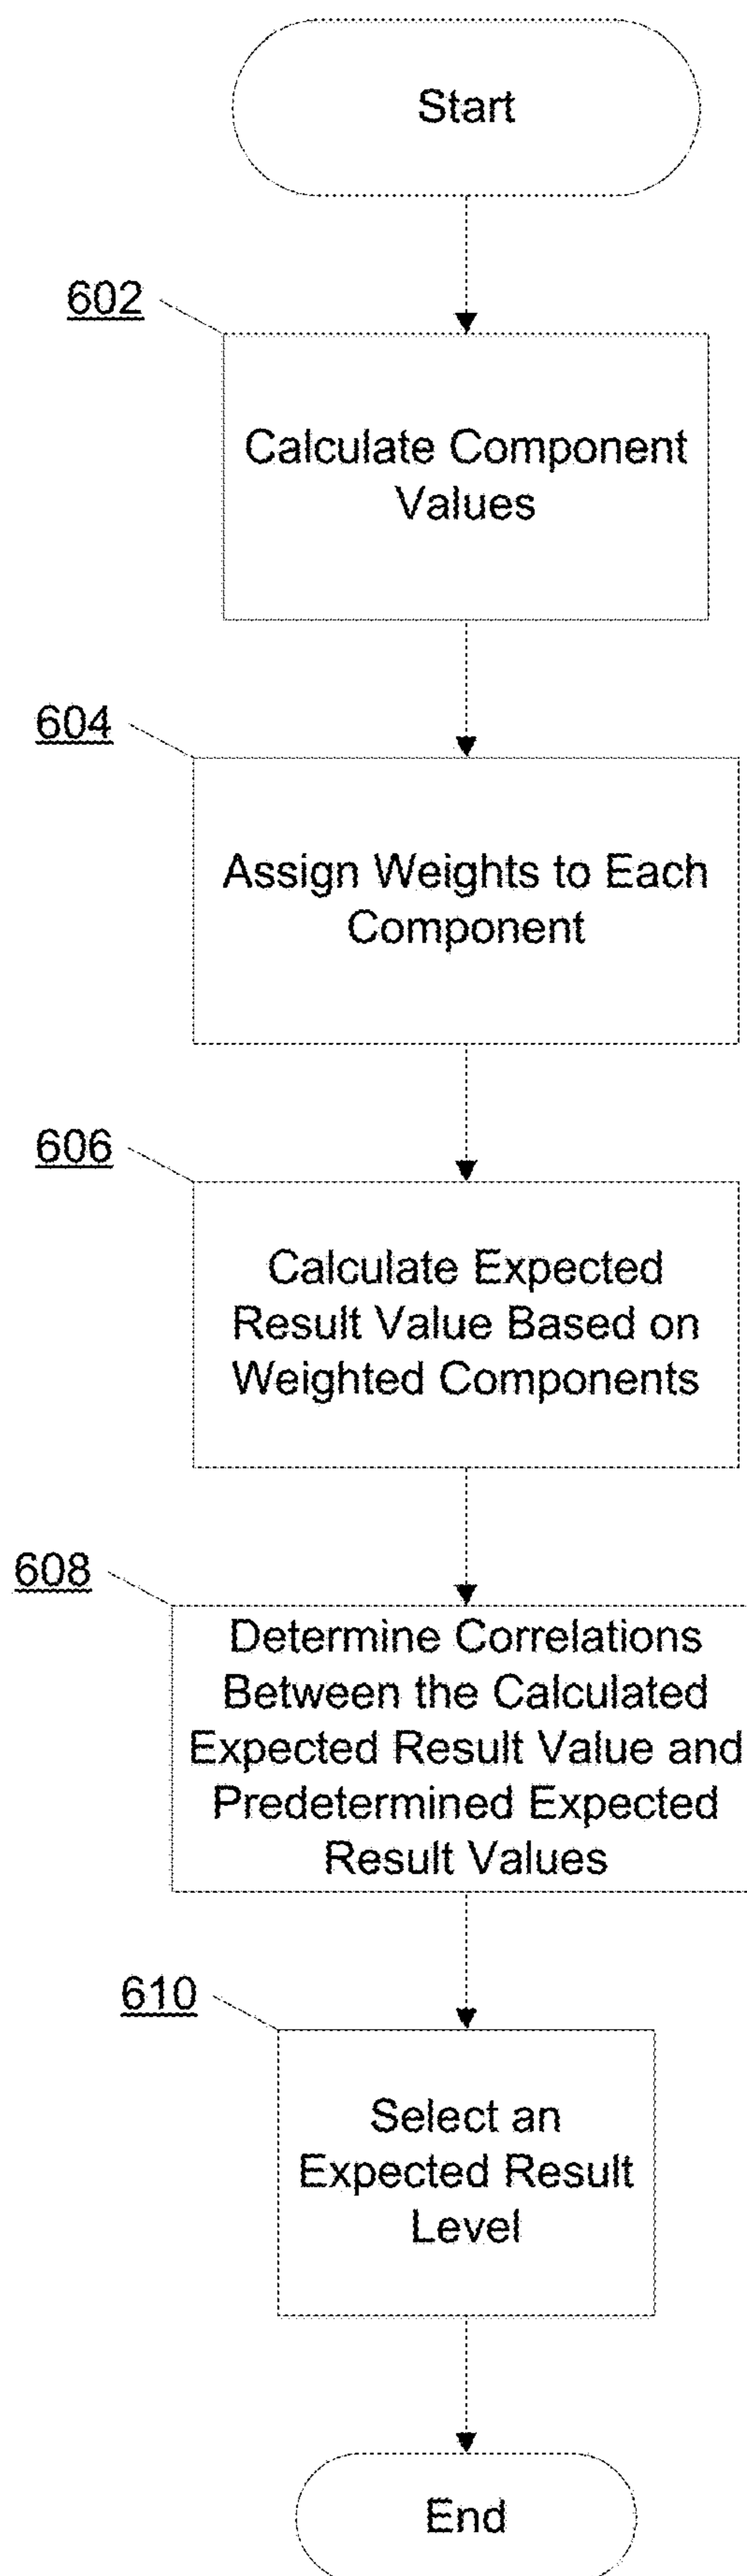 Start
602
Calculate Component
Values
604
Assign Weights to Each
Component
606
Calculate Expected
Result Value Based on
Weighted Components
608
Determine Correlations
Between the Calculated
Expected Result Value and
Predetermined Expected
Result Values
610
Select an
Expected Result
Level
End